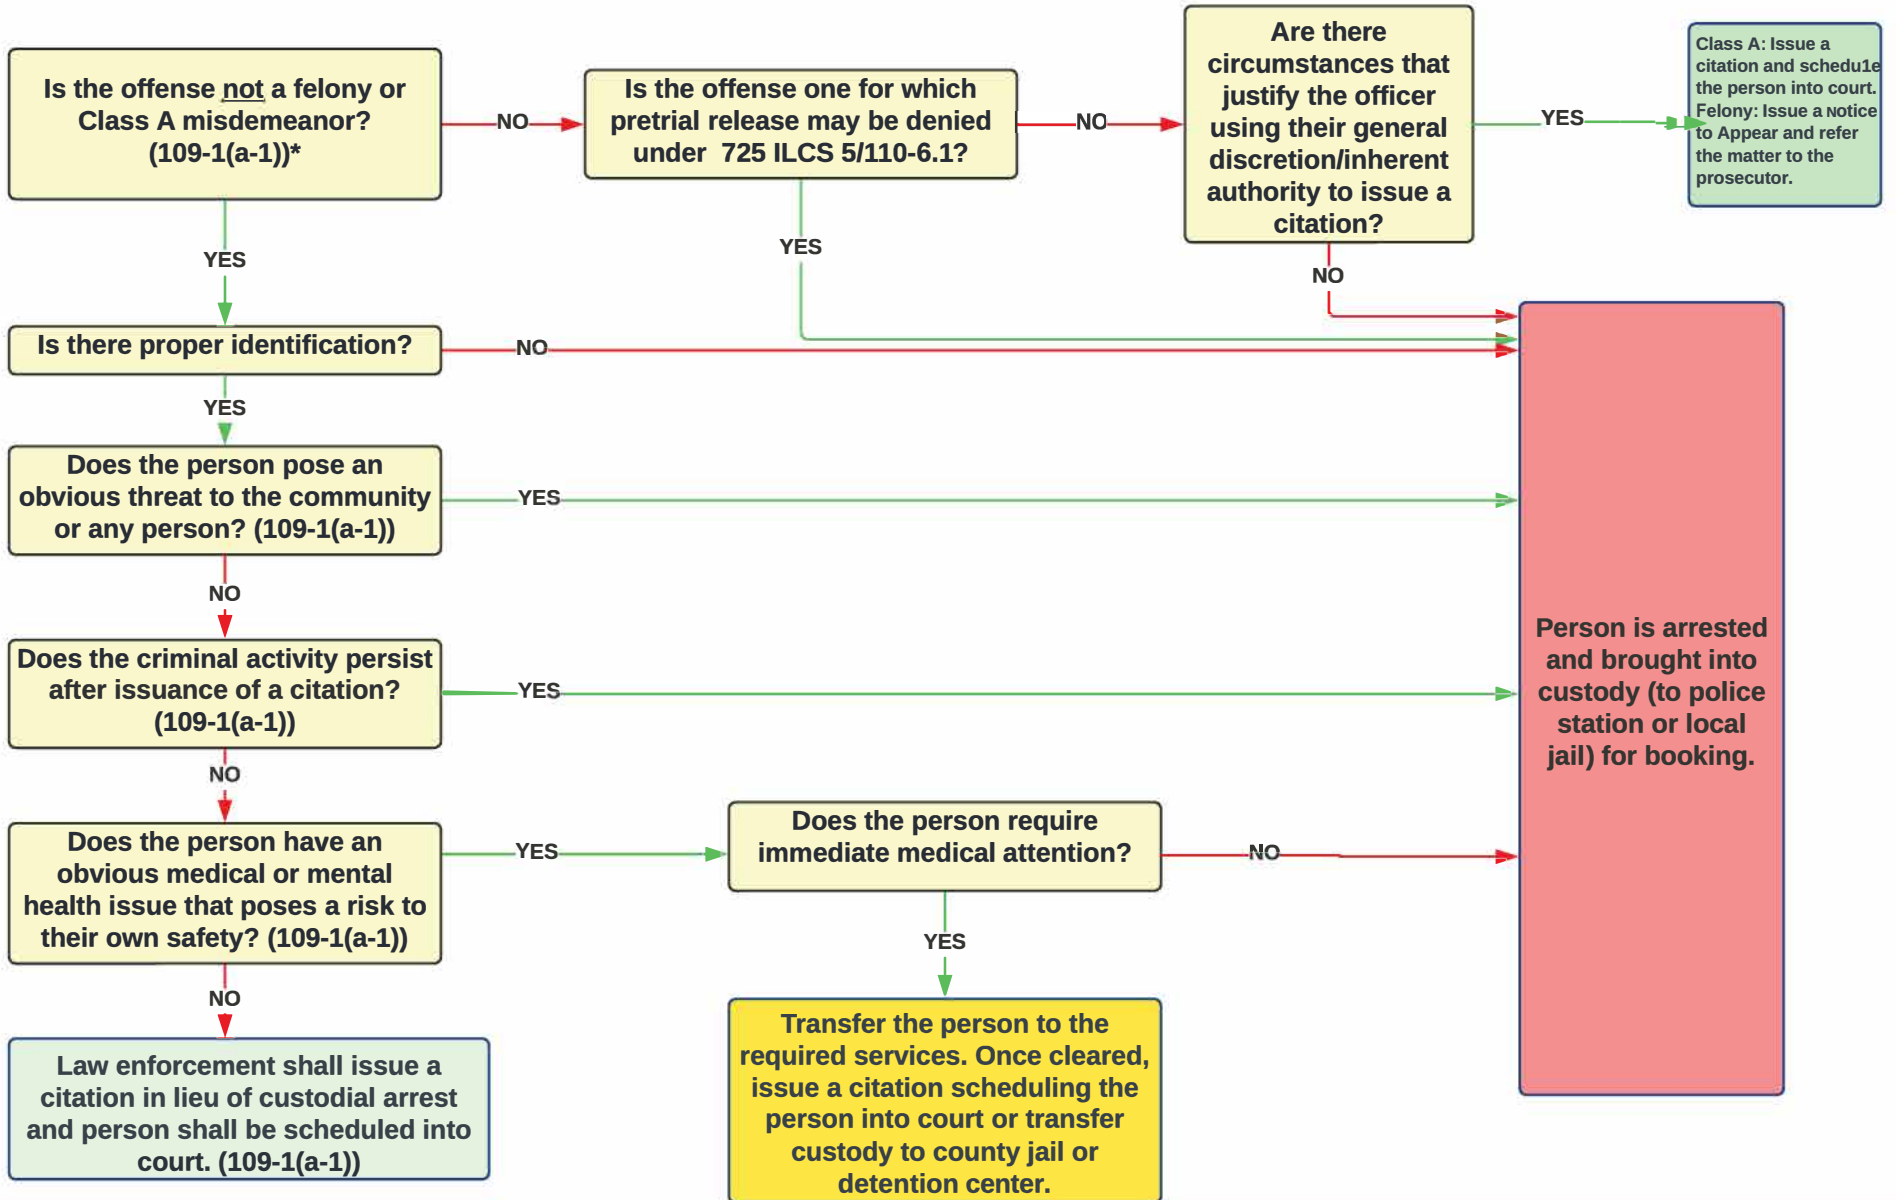 Is the offense not a felony or
Class A misdemeanor?
(109-1(a-1))*
NO
Is the offense one for which
pretrial release may be denied
under 725 ILCS 5/110-6.1?
NO
Are there
circumstances that
justify the officer
using their general
discretion/inherent
authority to issue a
citation?
YES
Class A: Issue a
citation and schedu1e
the person into court.
Felony: Issue a Notice
to Appear and refer
the matter to the
prosecutor.
YES
YES
NO
Is there proper identification?
NO
YES
Does the person pose an
obvious threat to the community
or any person? (109-1(a-1))
YES
NO
Does the criminal activity persist
after issuance of a citation?
(109-1(a-1))
YES
NO
Person is arrested
and brought into
custody (to police
station or local
jail) for booking.
Does the person have an
obvious medical or mental
health issue that poses a risk to
their own safety? (109-1(a-1))
YES
Does the person require
immediate medical attention?
NO
YES
NO
Law enforcement shall issue a
citation in lieu of custodial arrest
and person shall be scheduled into
court. (109-1(a-1))
Transfer the person to the
required services. Once cleared,
issue a citation scheduling the
person into court or transfer
custody to county jail or
detention center.